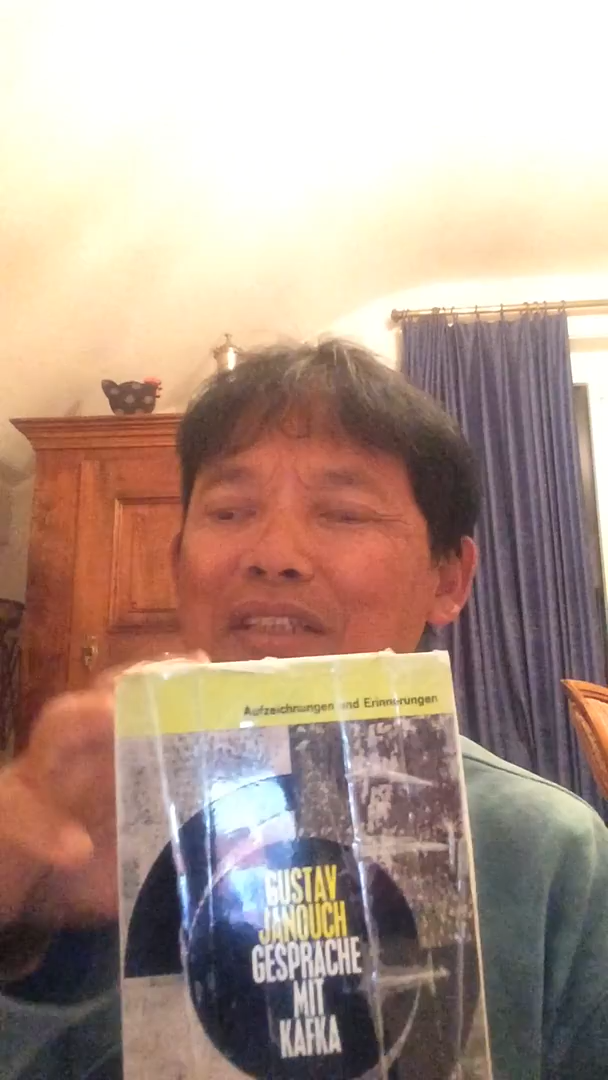 Aufzeichnungen und Erinnerungen
GUSTAV
JANOUCH
GESPRÄCHE
MIT
KAFKA